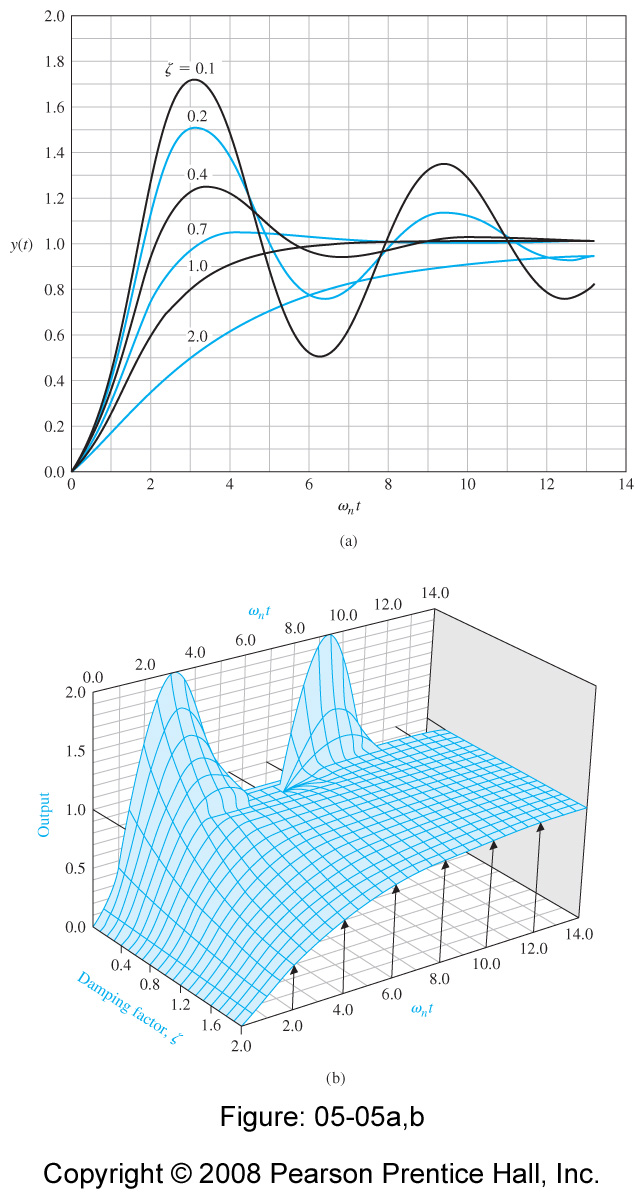 2.0
1.8
1.6
1.4
1.2
y(t) 1.0
0.8
0.6
0.4
0.2
0.0
ζ = 0.1
0.2
0.4
0.7
1.0
2.0
0 2 4 6 8 10 12 14
ωnt
(a)
ωnt
0.0 2.0 4.0 6.0 8.0 10.0 12.0 14.0
2.0
1.5
1.0
0.5
0.0
Output
0.4
0.8
1.2
1.6
2.0
Damping factor, ζ
2.0 4.0 6.0 8.0 10.0 12.0 14.0
ωnt
(b)
Figure: 05-05a,b
Copyright © 2008 Pearson Prentice Hall, Inc.